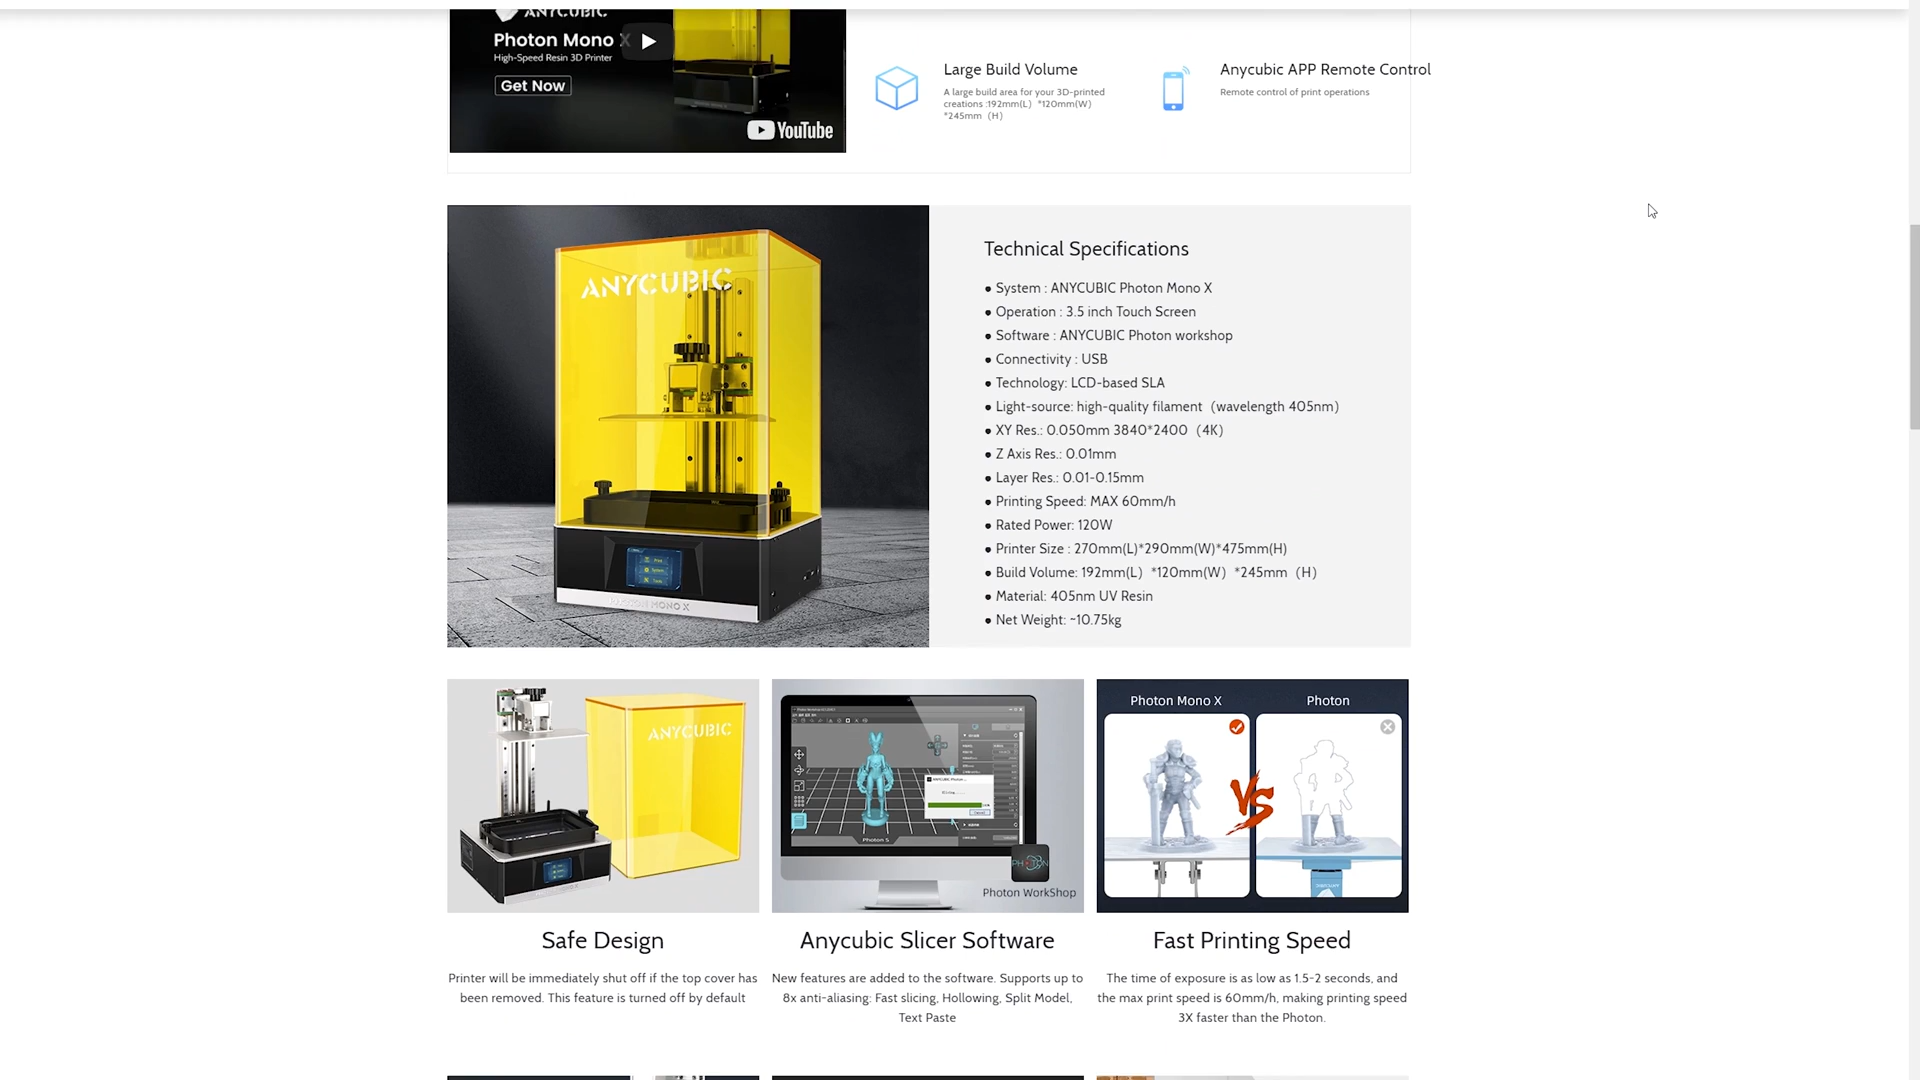 ANYCUBIC
Photon Mono X
High-Speed Resin 3D Printer
Get Now
YouTube
Large Build Volume
A large build area for your 3D-printed
creations :192mm(L) *120mm(W)
*245mm (H)
Anycubic APP Remote Control
Remote control of print operations
ANYCUBIC
PHOTON MONO X
Technical Specifications
● System : ANYCUBIC Photon Mono X
● Operation : 3.5 inch Touch Screen
● Software : ANYCUBIC Photon workshop
● Connectivity : USB
● Technology: LCD-based SLA
● Light-source: high-quality filament（wavelength 405nm）
● XY Res.: 0.050mm 3840*2400（4K）
● Z Axis Res.: 0.01mm
● Layer Res.: 0.01-0.15mm
● Printing Speed: MAX 60mm/h
● Rated Power: 120W
● Printer Size : 270mm(L)*290mm(W)*475mm(H)
● Build Volume: 192mm(L）*120mm(W）*245mm（H）
● Material: 405nm UV Resin
● Net Weight: ~10.75kg
ANYCUBIC
Photon S
PHOTON
Photon WorkShop
Photon Mono X
Photon
VS
Safe Design
Printer will be immediately shut off if the top cover has
been removed. This feature is turned off by default
Anycubic Slicer Software
New features are added to the software. Supports up to
8x anti-aliasing: Fast slicing, Hollowing, Split Model,
Text Paste
Fast Printing Speed
The time of exposure is as low as 1.5-2 seconds, and
the max print speed is 60mm/h, making printing speed
3X faster than the Photon.